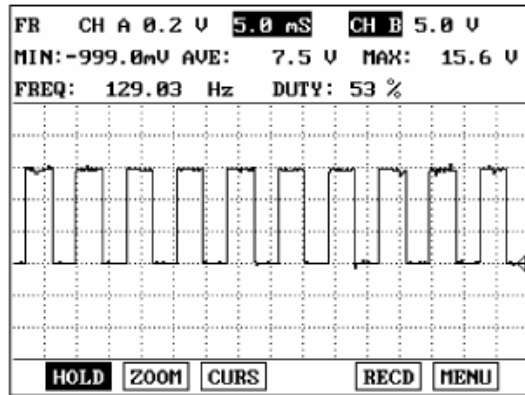 FR CH A 0.2 V 5.0 mS CH B 5.0 V
MIN:-999.0mV AVE: 7.5 V MAX: 15.6 V
FREQ: 129.03 Hz DUTY: 53 %
HOLD ZOOM CURS RECD MENU